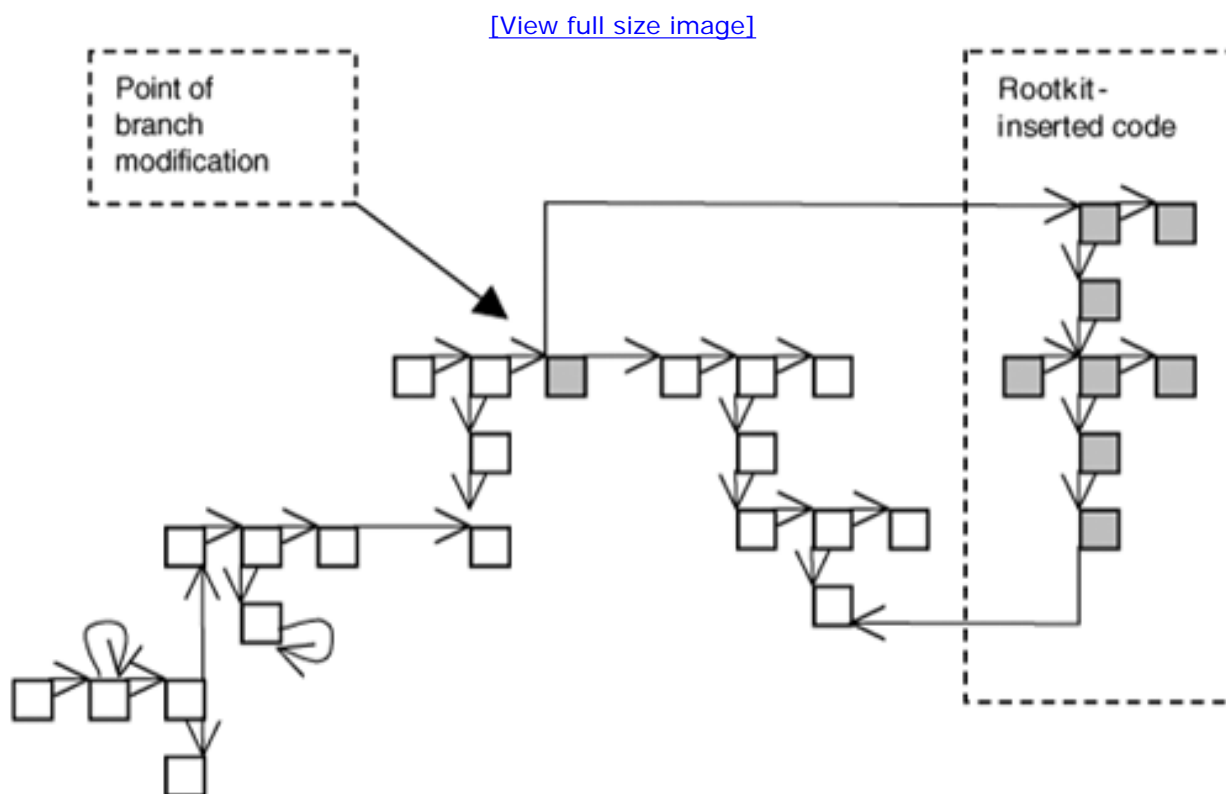 [View full size image]
Point of
branch
modification
Rootkit-
inserted code